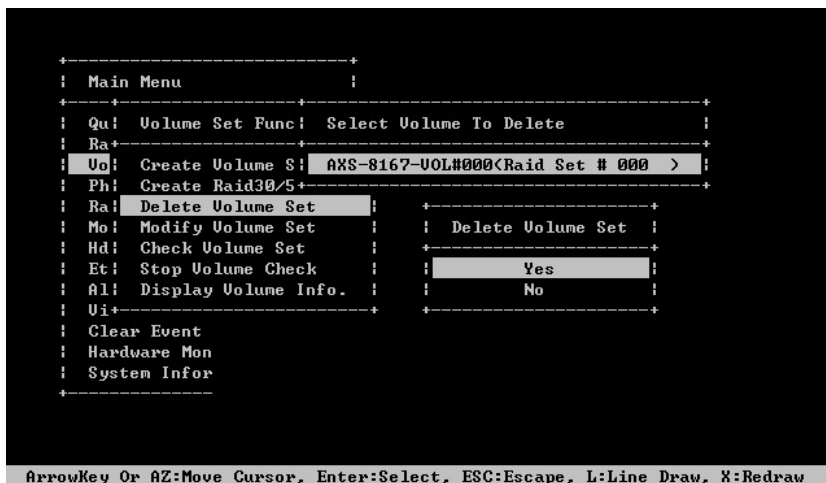 Main Menu
Qu Volume Set Func Select Volume To Delete
Ra
Vo Create Volume S AXS-8167-VOL#000(Raid Set # 000 )
Ph Create Raid30/5
Ra Delete Volume Set
Mo Modify Volume Set Delete Volume Set
Hd Check Volume Set
Et Stop Volume Check Yes
Al Display Volume Info. No
Vi
Clear Event
Hardware Mon
System Infor
ArrowKey Or AZ:Move Cursor, Enter:Select, ESC:Escape, L:Line Draw, X:Redraw